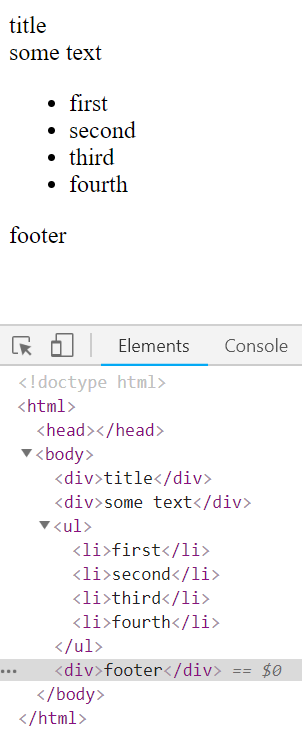 title
some text
• first
• second
• third
• fourth
footer
Elements Console
<!doctype html>
<html>
<head></head>
<body>
<div>title</div>
<div>some text</div>
<ul>
<li>first</li>
<li>second</li>
<li>third</li>
<li>fourth</li>
</ul>
<div>footer</div> == $0
</body>
</html>